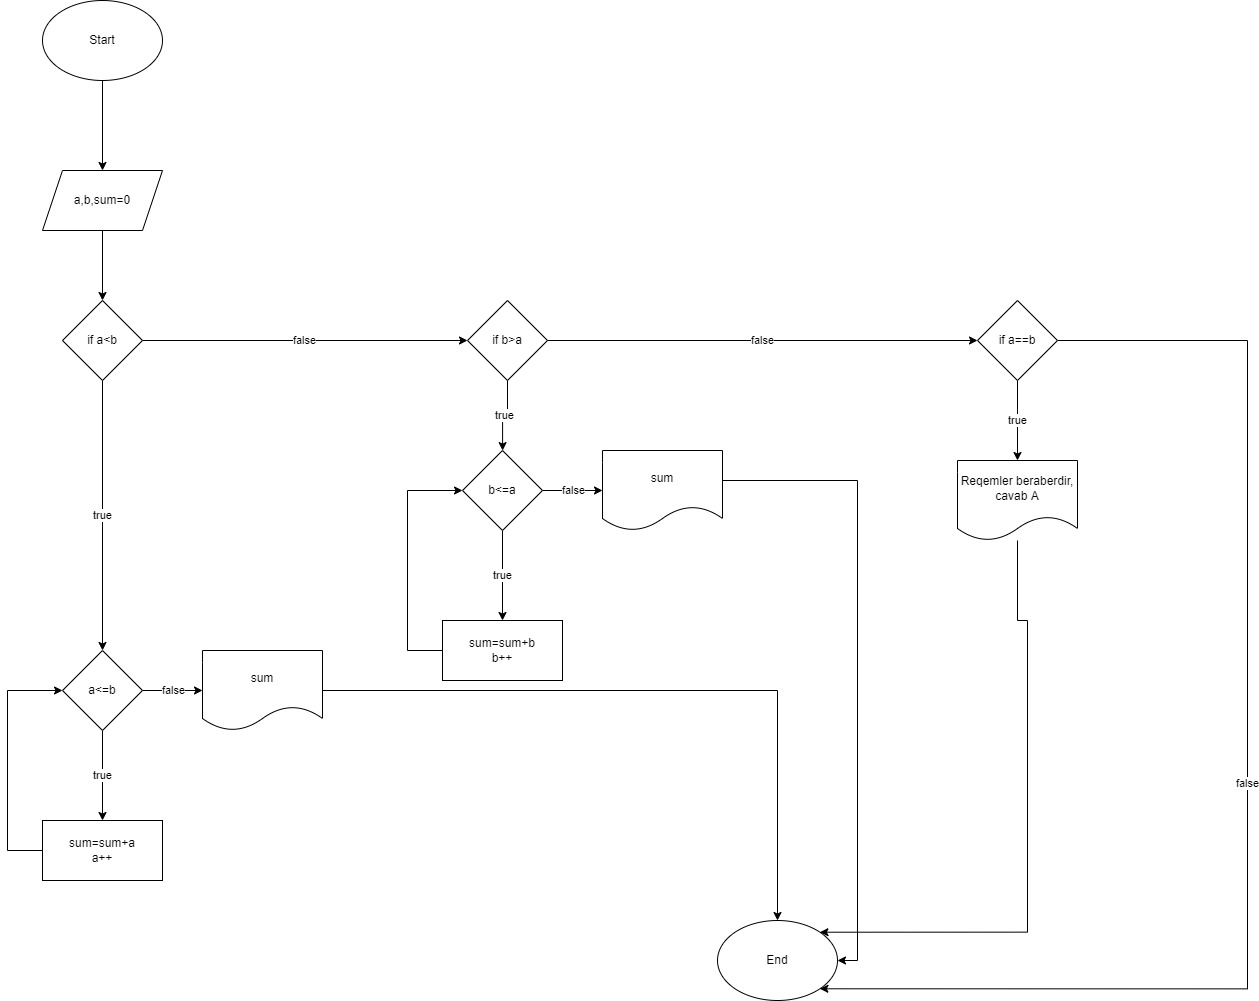 Start
a,b,sum=0
if a<b
false
if b>a
false
if a==b
true
true
true
b<=a
false
sum
Reqemler beraberdir,
cavab A
true
sum=sum+b
b++
a<=b
false
sum
true
sum=sum+a
a++
false
End